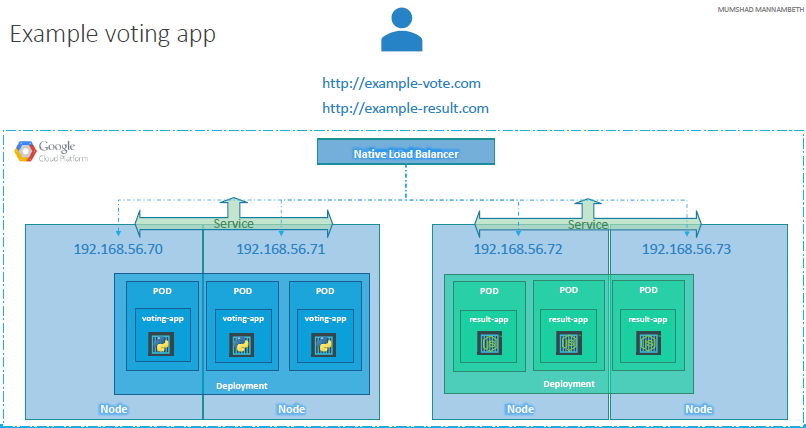 MUMSHAD MANNAMBETH
Example voting app
http://example-vote.com
http://example-result.com
Google
Cloud Platform
Native Load Balancer
Service
Service
192.168.56.70
192.168.56.71
192.168.56.72
192.168.56.73
POD
POD
POD
POD
POD
POD
voting-app
voting-app
voting-app
result-app
result-app
result-app
Deployment
Deployment
Node
Node
Node
Node